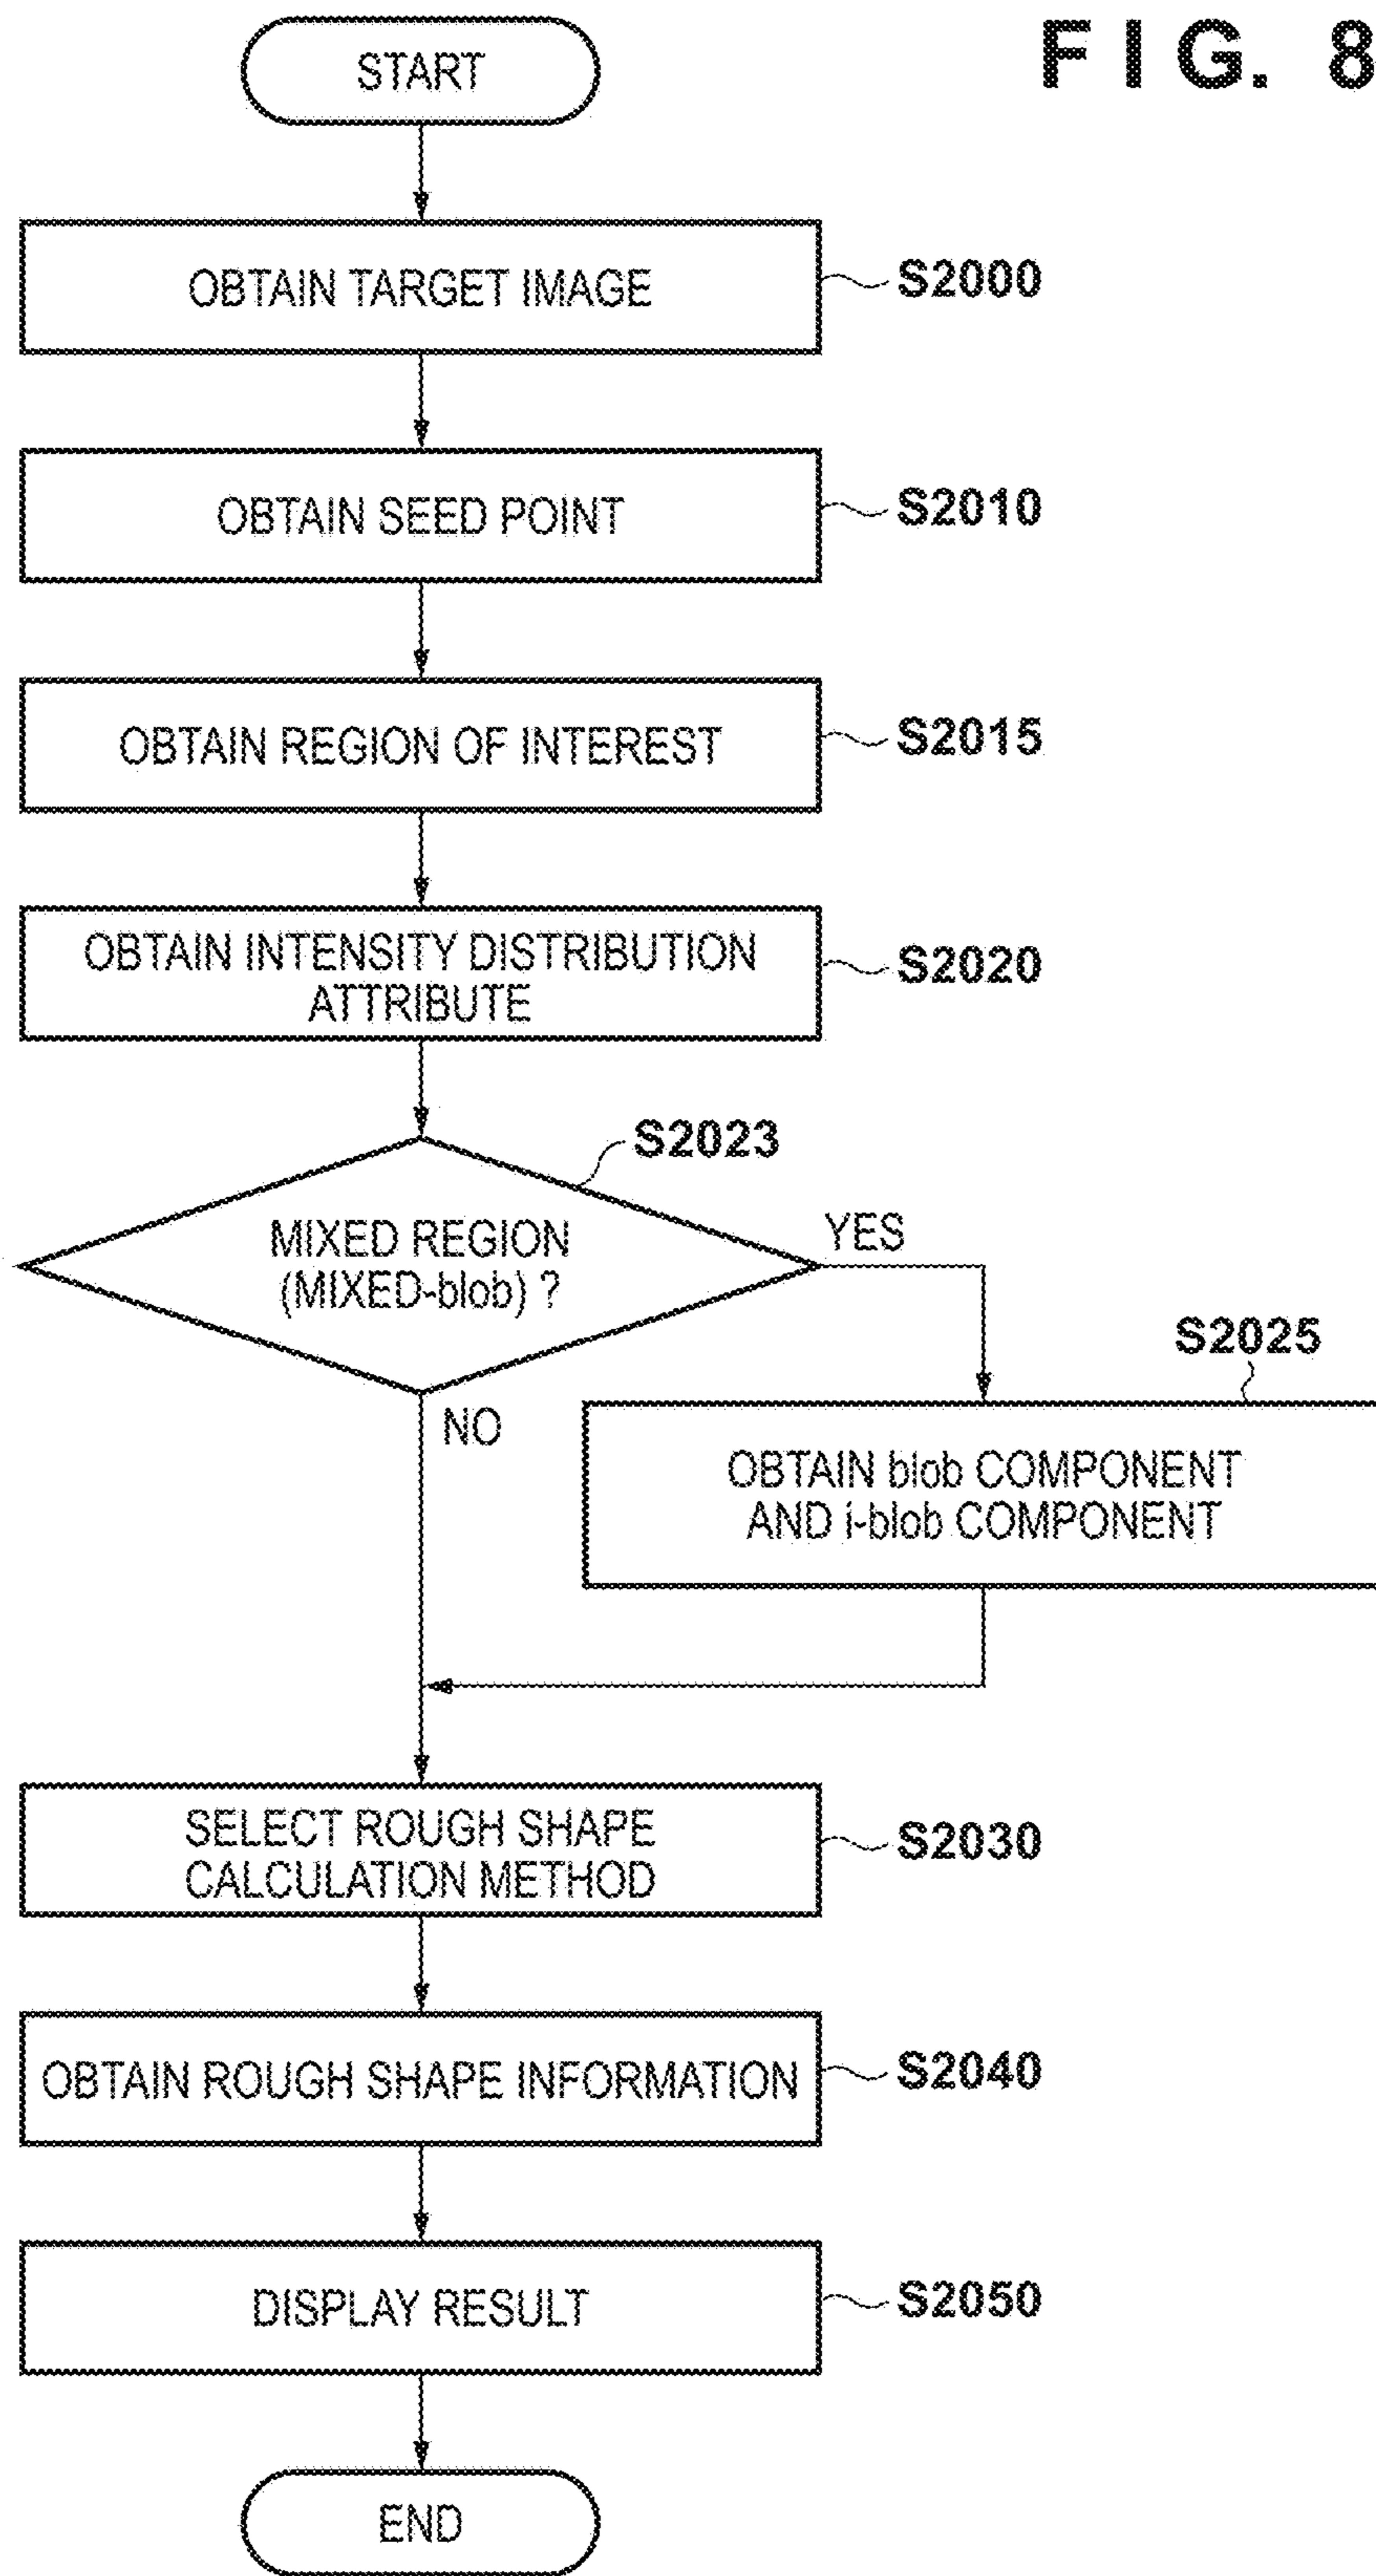 FIG. 8
START
OBTAIN TARGET IMAGE
S2000
OBTAIN SEED POINT
S2010
OBTAIN REGION OF INTEREST
S2015
OBTAIN INTENSITY DISTRIBUTION
ATTRIBUTE
S2020
S2023
MIXED REGION
(MIXED-blob) ?
YES
NO
S2025
OBTAIN blob COMPONENT
AND i-blob COMPONENT
SELECT ROUGH SHAPE
CALCULATION METHOD
S2030
OBTAIN ROUGH SHAPE INFORMATION
S2040
DISPLAY RESULT
S2050
END